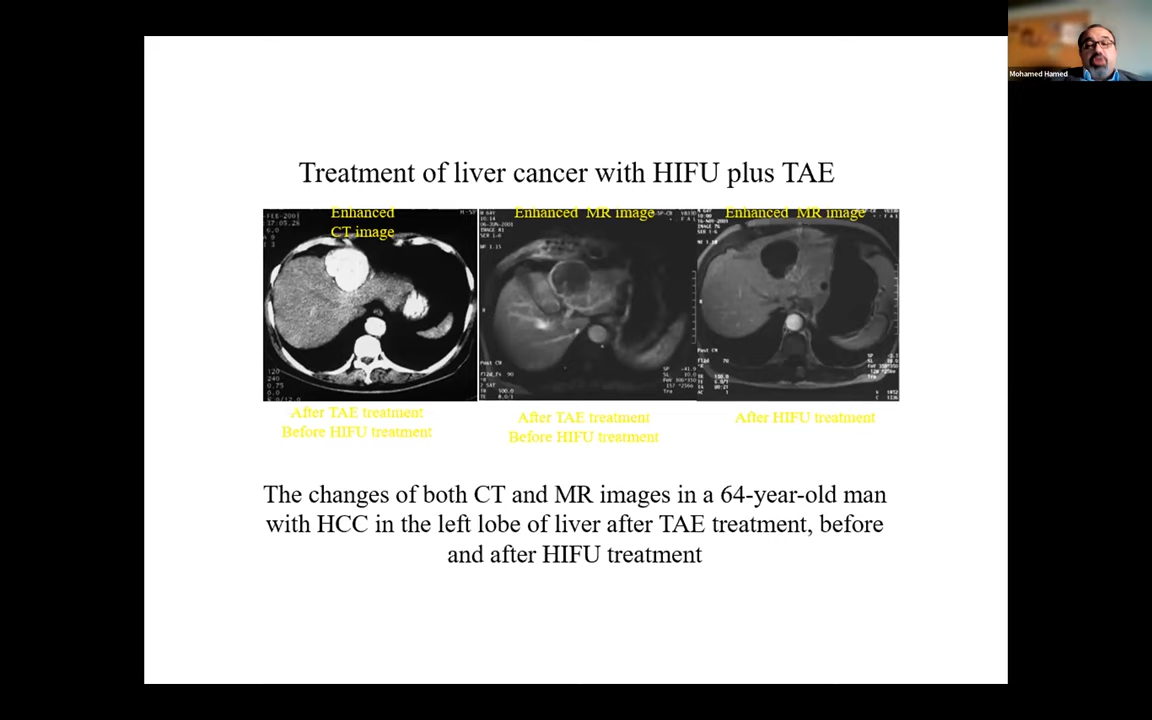 Mohamed Hamed
Treatment of liver cancer with HIFU plus TAE
Enhanced
CT image
Enhanced MR image
Enhanced MR image
After TAE treatment
Before HIFU treatment
After TAE treatment
Before HIFU treatment
After HIFU treatment
The changes of both CT and MR images in a 64-year-old man
with HCC in the left lobe of liver after TAE treatment, before
and after HIFU treatment